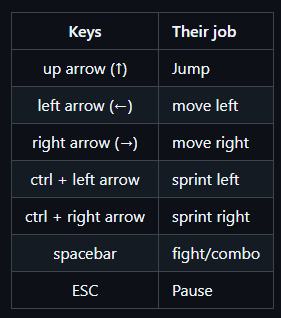 Keys Their job
up arrow (↑) Jump
left arrow (←) move left
right arrow (→) move right
ctrl + left arrow sprint left
ctrl + right arrow sprint right
spacebar fight/combo
ESC Pause